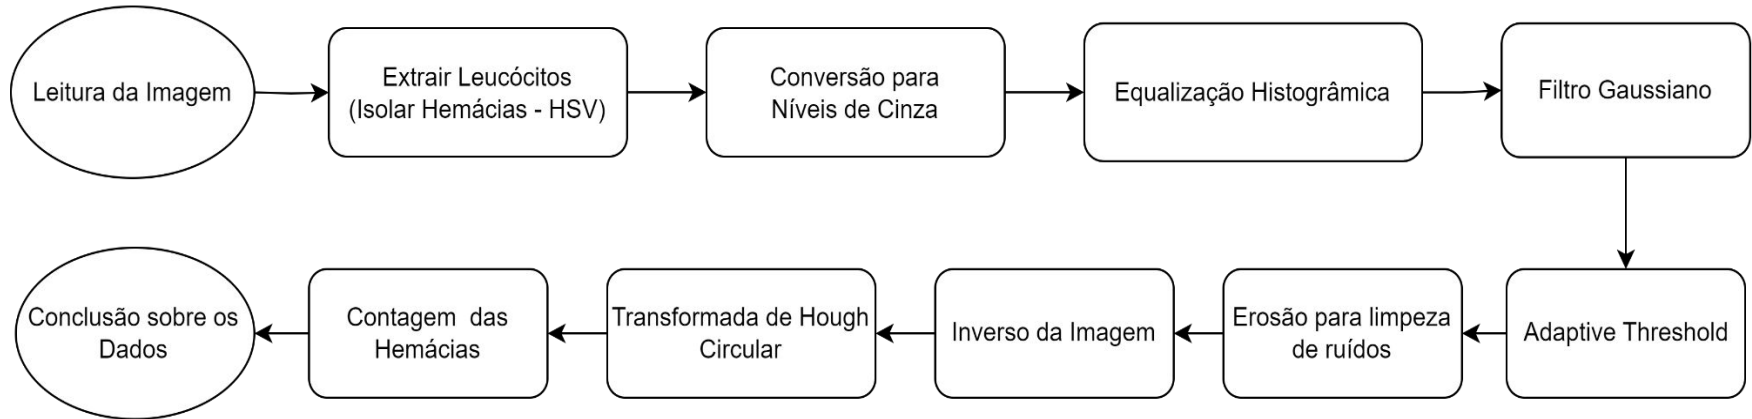 Leitura da Imagem
Extrair Leucócitos
(Isolar Hemácias - HSV)
Conversão para
Níveis de Cinza
Equalização Histogrâmica
Filtro Gaussiano
Adaptive Threshold
Erosão para limpeza
de ruídos
Inverso da Imagem
Transformada de Hough
Circular
Contagem das
Hemácias
Conclusão sobre os
Dados